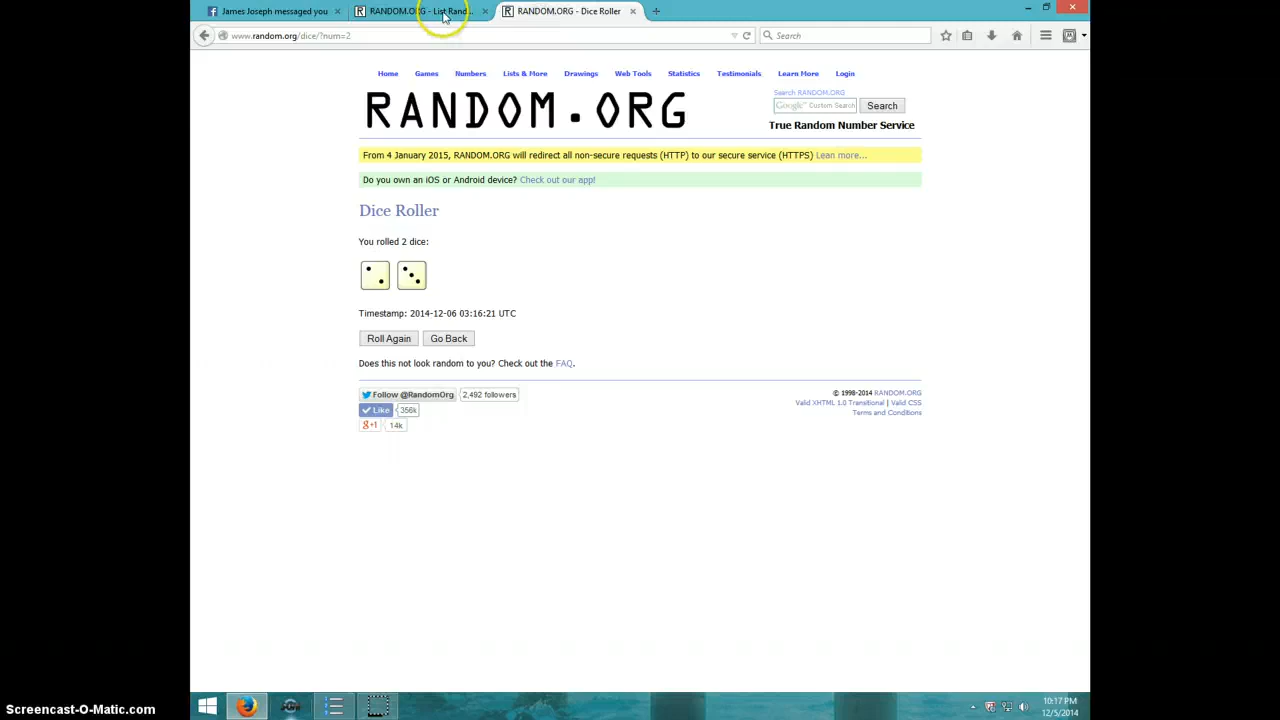 James Joseph messaged you
RANDOM.ORG - List Rand...
RANDOM.ORG - Dice Roller
www.random.org/dice/?num=2
Search
Home Games Numbers Lists & More Drawings Web Tools Statistics Testimonials Learn More Login
RANDOM.ORG
Search RANDOM.ORG
Google™ Custom Search
Search
True Random Number Service
From 4 January 2015, RANDOM.ORG will redirect all non-secure requests (HTTP) to our secure service (HTTPS) Lean more...
Do you own an iOS or Android device? Check out our app!
Dice Roller
You rolled 2 dice:
Timestamp: 2014-12-06 03:16:21 UTC
Roll Again Go Back
Does this not look random to you? Check out the FAQ.
Follow @RandomOrg 2,492 followers
Like 356k
g+1 14k
© 1998-2014 RANDOM.ORG
Valid XHTML 1.0 Transitional | Valid CSS
Terms and Conditions
10:17 PM
12/5/2014
Screencast-O-Matic.com